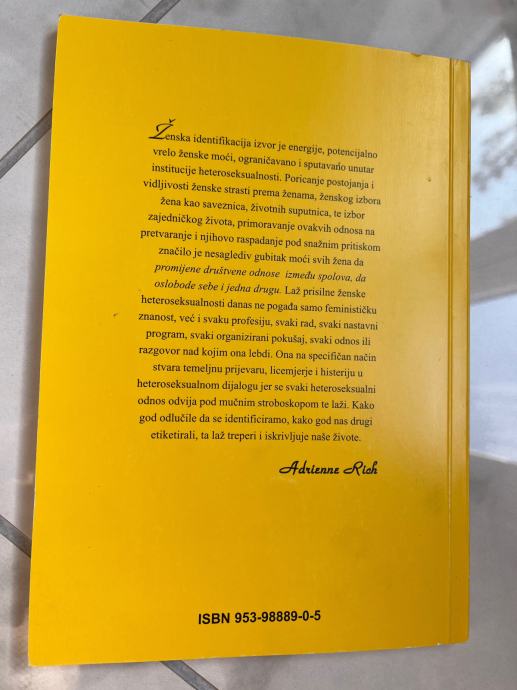 Ženska identifikacija izvor je energije, potencijalno
vrelo ženske moći, ograničavano i sputavano unutar
institucije heteroseksualnosti. Poricanje postojanja i
vidljivosti ženske strasti prema ženama, ženskog izbora
žena kao saveznica, životnih suputnica, te izbor
zajedničkog života, primoravanje ovakvih odnosa na
pretvaranje i njihovo raspadanje pod snažnim pritiskom
značilo je nesaglediv gubitak moći svih žena da
promijene društvene odnose između spolova, da
oslobode sebe i jedna drugu. Laž prisilne ženske
heteroseksualnosti danas ne pogađa samo feminističku
znanost, već i svaku profesiju, svaki rad, svaki nastavni
program, svaki organizirani pokušaj, svaki odnos ili
razgovor nad kojim ona lebdi. Ona na specifičan način
stvara temeljnu prijevaru, licemjerje i histeriju u
heteroseksualnom dijalogu jer se svaki heteroseksualni
odnos odvija pod mučnim stroboskopom te laži. Kako
god odlučile da se identificiramo, kako god nas drugi
etiketirali, ta laž treperi i iskrivljuje naše živote.
Adrienne Rich
ISBN 953-98889-0-5